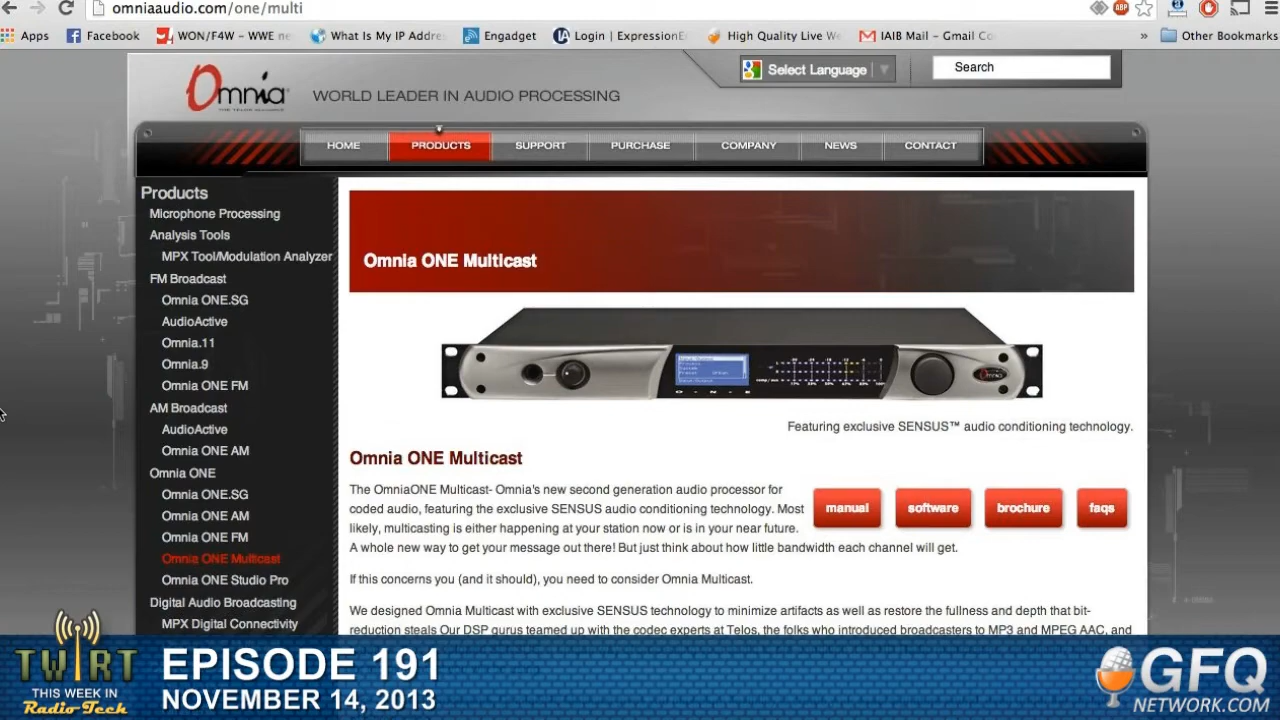 omniaaudio.com/one/multi
ABP
Apps
Facebook
WON/F4W – WWE ne
What Is My IP Addre
Engadget
Login | ExpressionE
High Quality Live W
IAIB Mail – Gmail Co
»
Other Bookmarks
Omnia
WORLD LEADER IN AUDIO PROCESSING
Select Language
Search
HOME
PRODUCTS
SUPPORT
PURCHASE
COMPANY
NEWS
CONTACT
Products
Microphone Processing
Analysis Tools
MPX Tool/Modulation Analyzer
FM Broadcast
Omnia ONE.SG
AudioActive
Omnia.11
Omnia.9
Omnia ONE FM
AM Broadcast
AudioActive
Omnia ONE AM
Omnia ONE
Omnia ONE.SG
Omnia ONE AM
Omnia ONE FM
Omnia ONE Multicast
Omnia ONE Studio Pro
Digital Audio Broadcasting
MPX Digital Connectivity
Omnia ONE Multicast
Omnia
Featuring exclusive SENSUS™ audio conditioning technology.
Omnia ONE Multicast
The OmniaONE Multicast- Omnia's new second generation audio processor for
coded audio, featuring the exclusive SENSUS audio conditioning technology. Most
likely, multicasting is either happening at your station now or is in your near future.
A whole new way to get your message out there! But just think about how little bandwidth each channel will get.
manual
software
brochure
faqs
If this concerns you (and it should), you need to consider Omnia Multicast.
We designed Omnia Multicast with exclusive SENSUS technology to minimize artifacts as well as restore the fullness and depth that bit-
reduction steals Our DSP gurus teamed up with the codec experts at Telos, the folks who introduced broadcasters to MP3 and MPEG AAC, and
TWIRT
THIS WEEK IN
Radio Tech
EPISODE 191
NOVEMBER 14, 2013
GFQ
NETWORK.COM